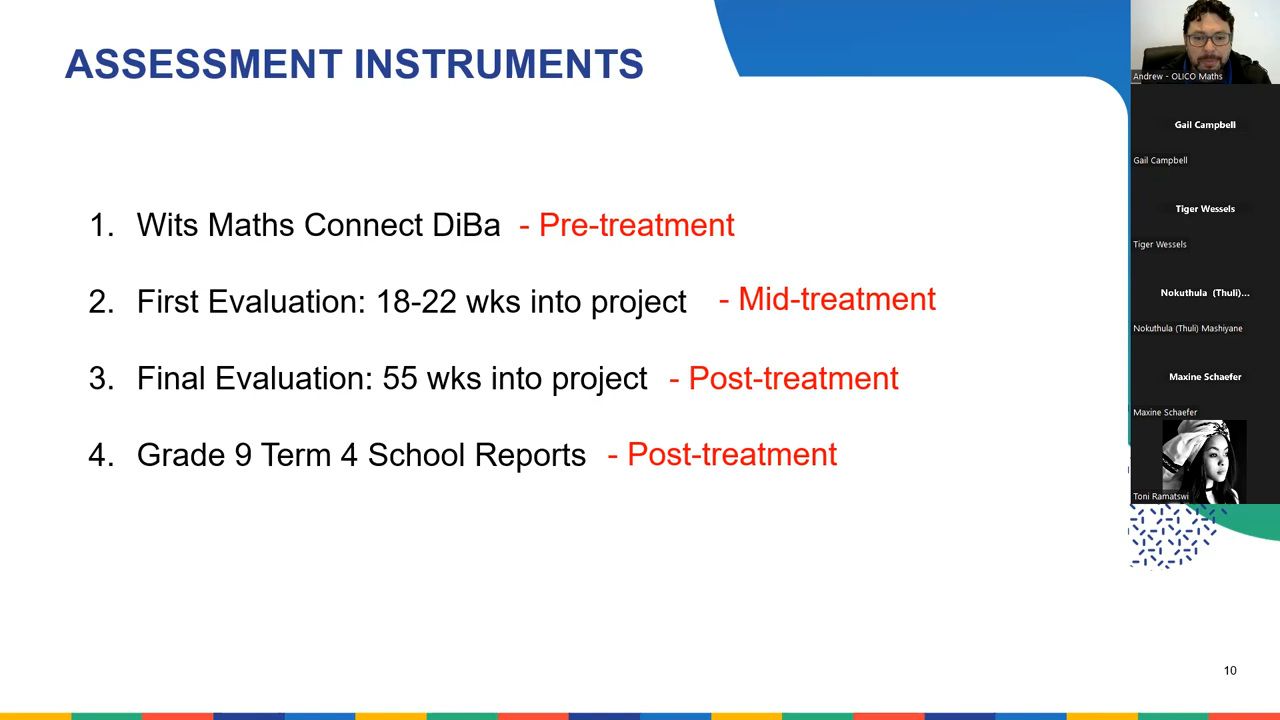 ASSESSMENT INSTRUMENTS
1. Wits Maths Connect DiBa - Pre-treatment
2. First Evaluation: 18-22 wks into project - Mid-treatment
3. Final Evaluation: 55 wks into project - Post-treatment
4. Grade 9 Term 4 School Reports - Post-treatment
10
Andrew - OLICO Maths
Gail Campbell
Gail Campbell
Tiger Wessels
Tiger Wessels
Nokuthula (Thuli)...
Nokuthula (Thuli) Mashiyane
Maxine Schaefer
Maxine Schaefer
Toni Ramatswi